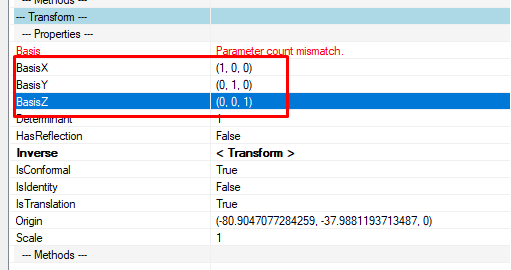 --- Methods ---
--- Transform ---
--- Properties ---
Basis Parameter count mismatch.
BasisX (1, 0, 0)
BasisY (0, 1, 0)
BasisZ (0, 0, 1)
Determinant 1
HasReflection False
Inverse < Transform >
IsConformal True
IsIdentity False
IsTranslation True
Origin (-80.9047077284259, -37.9881193713487, 0)
Scale 1
--- Methods ---